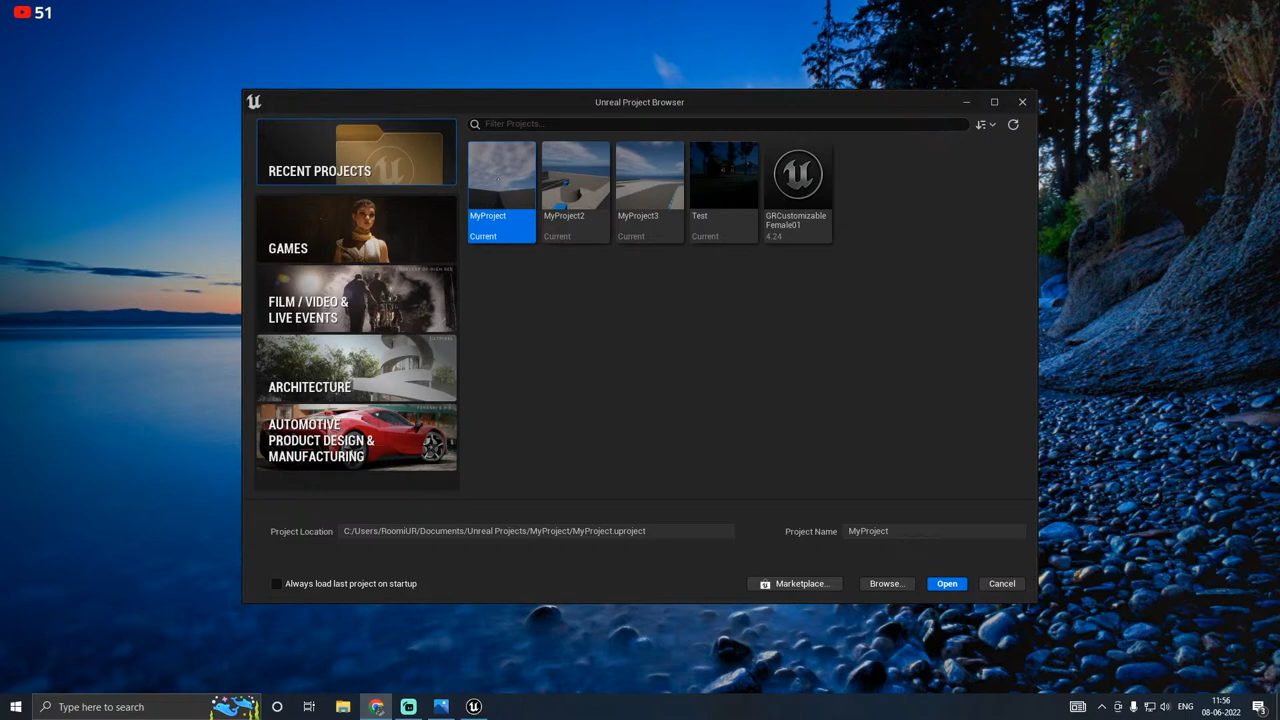 51
Unreal Project Browser
RECENT PROJECTS
GAMES
FILM / VIDEO &
LIVE EVENTS
ARCHITECTURE
AUTOMOTIVE
PRODUCT DESIGN &
MANUFACTURING
Filter Projects...
MyProject
Current
MyProject2
Current
MyProject3
Current
Test
Current
GRCustomizable
Female01
4.24
Project Location
C:/Users/RoomiUR/Documents/Unreal Projects/MyProject/MyProject.uproject
Project Name
MyProject
Always load last project on startup
Marketplace...
Browse...
Open
Cancel
Type here to search
ENG
11:56
08-06-2022
3